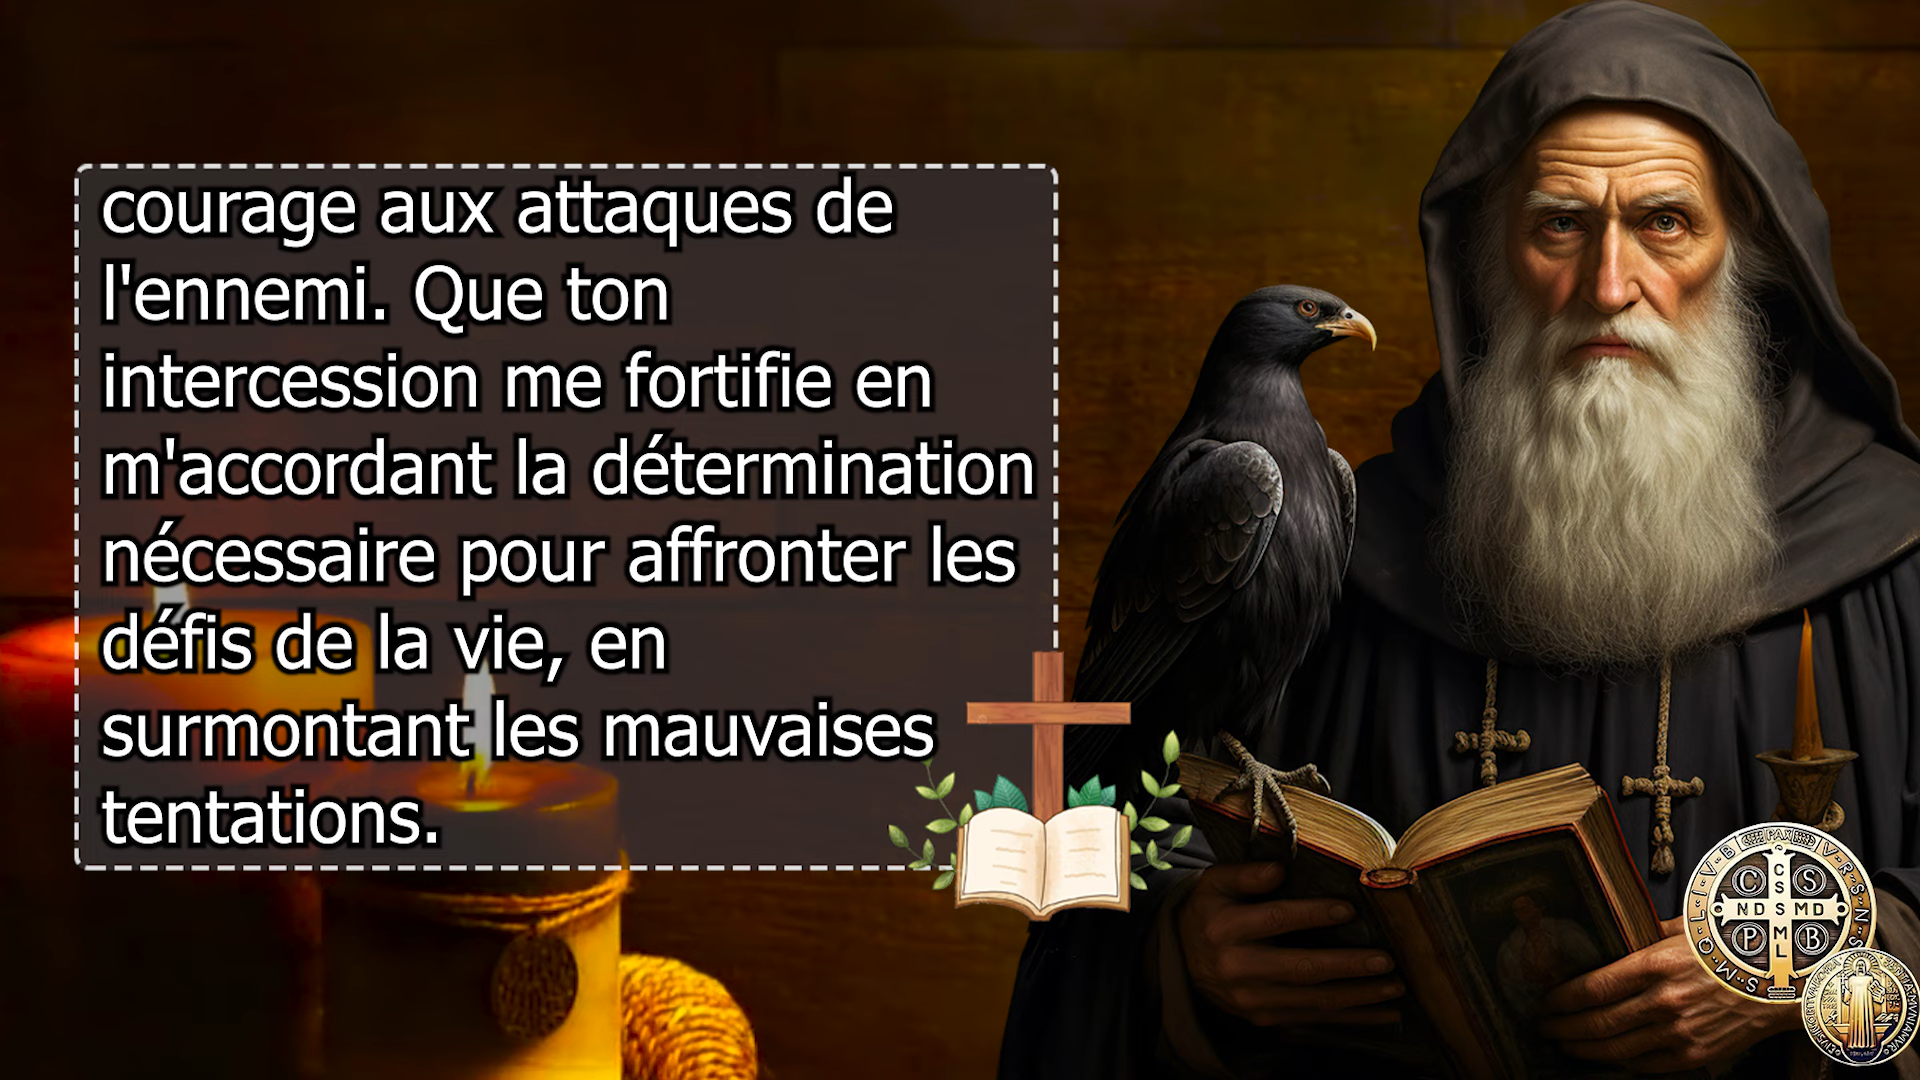 courage aux attaques de
l'ennemi. Que ton
intercession me fortifie en
m'accordant la détermination
nécessaire pour affronter les
défis de la vie, en
surmontant les mauvaises
tentations.
PAX
C S
C
S
N D S M D
M
L
P B